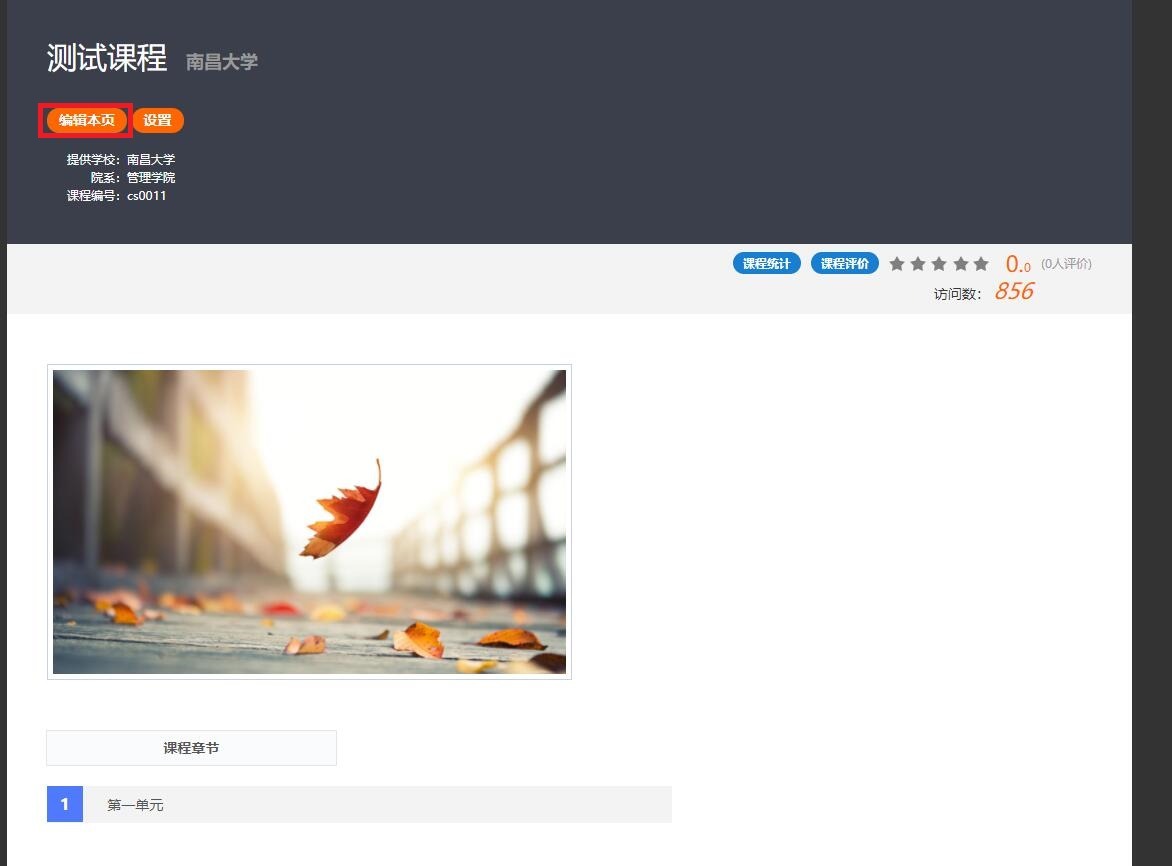 测试课程 南昌大学
编辑本页 设置
提供学校：南昌大学
院系：管理学院
课程编号：cs0011
课程统计 课程评价 0.0 (0人评价)
访问数： 856
课程章节
1 第一单元